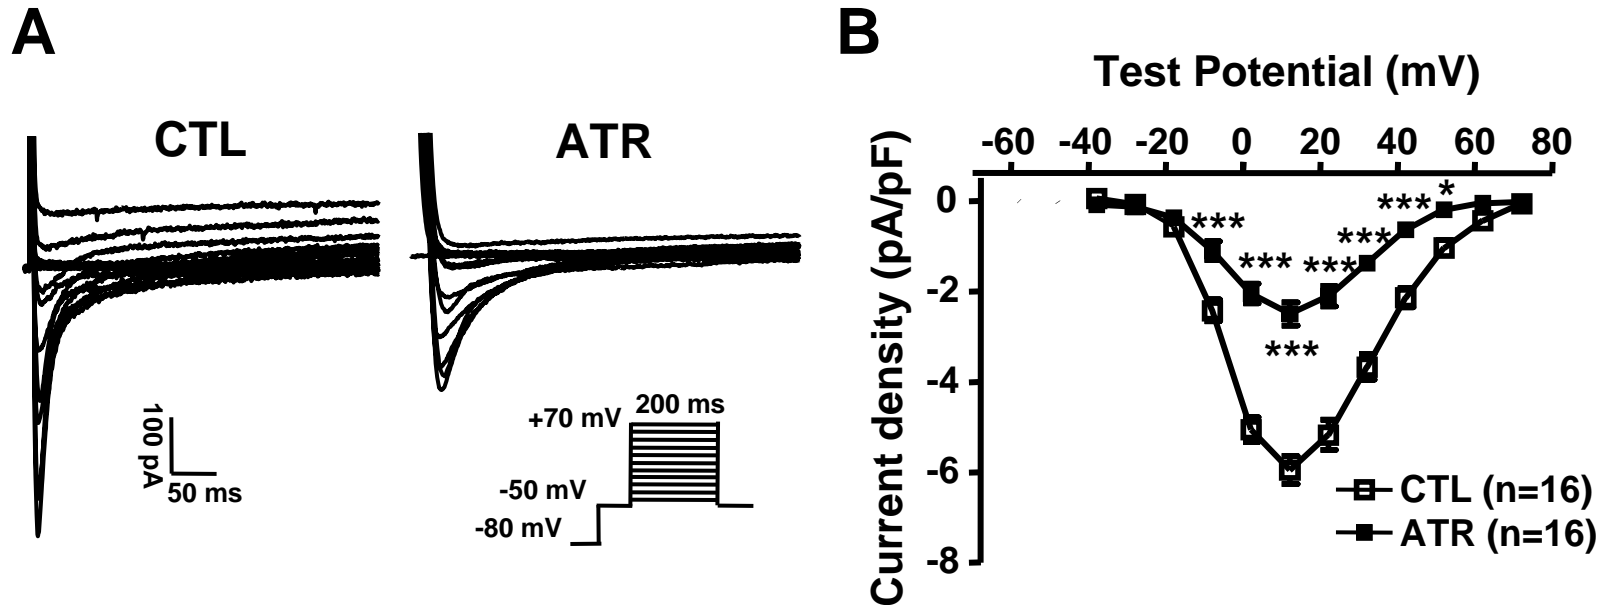 A
CTL
ATR
100 pA
50 ms
+70 mV
200 ms
-50 mV
-80 mV
B
Test Potential (mV)
-60 -40 -20 0 20 40 60 80
Current density (pA/pF)
0
-2
-4
-6
-8
***
***
***
***
***
***
*
CTL (n=16)
ATR (n=16)